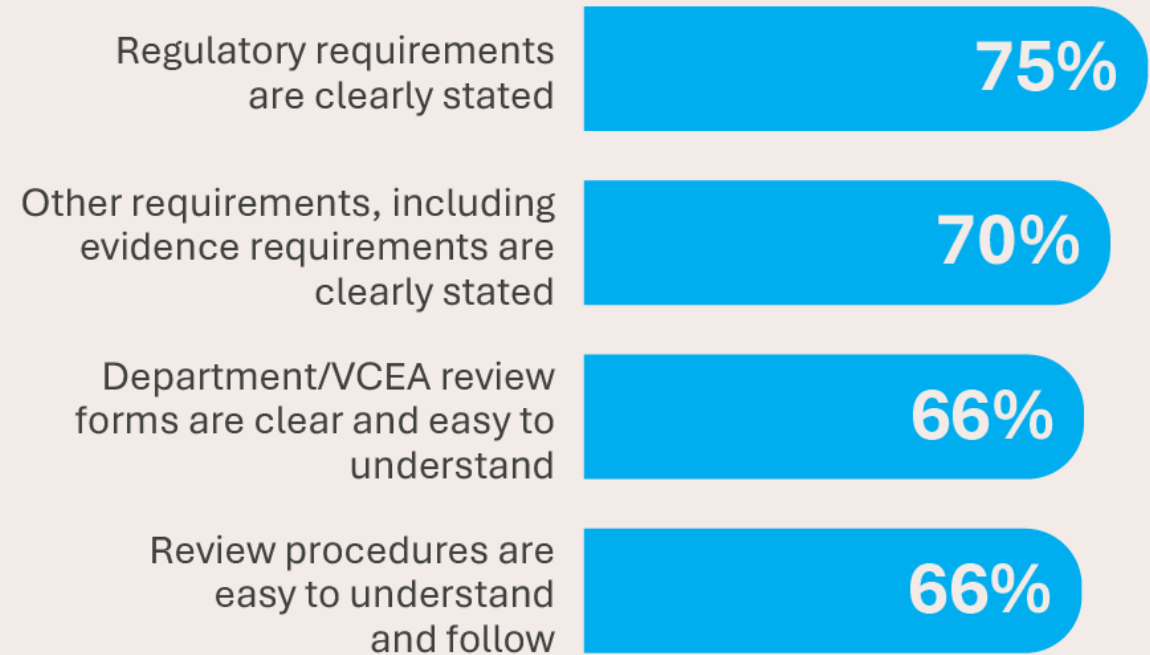 Regulatory requirements
are clearly stated
75%
Other requirements, including
evidence requirements are
clearly stated
70%
Department/VCEA review
forms are clear and easy to
understand
66%
Review procedures are
easy to understand
and follow
66%